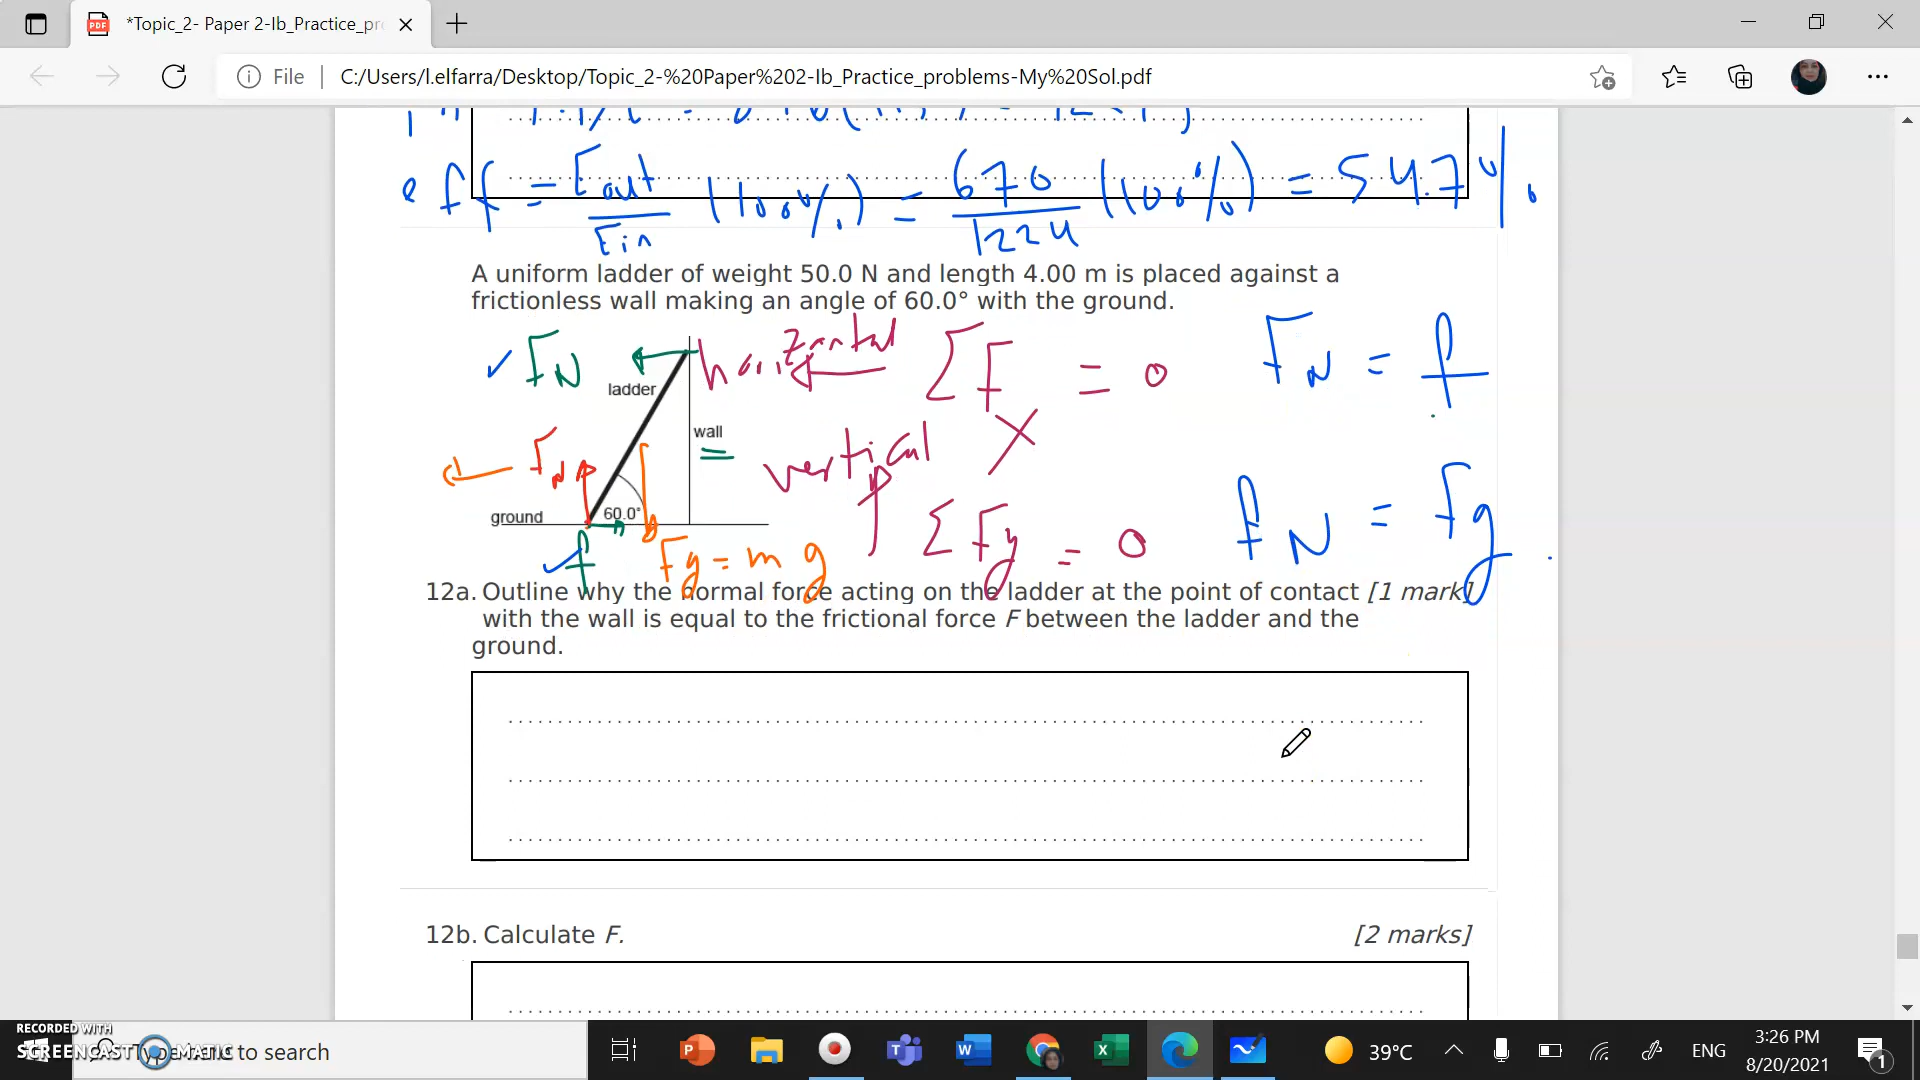 *Topic_2- Paper 2-Ib_Practice_pr
File
C:/Users/l.elfarra/Desktop/Topic_2-%20Paper%202-Ib_Practice_problems-My%20Sol.pdf
eff = Eout/Ein (100%) = 670/1224 (100%) = 54.7%
A uniform ladder of weight 50.0 N and length 4.00 m is placed against a
frictionless wall making an angle of 60.0° with the ground.
FN
horizontal ΣFx = 0
FN = f
ladder
wall
FN
vertical ΣFy = 0
FN = Fg
ground
60.0°
f
Fg = mg
12a. Outline why the normal force acting on the ladder at the point of contact [1 mark]
with the wall is equal to the frictional force F between the ladder and the
ground.
12b. Calculate F. [2 marks]
RECORDED WITH
SCREENCAST MATIC
Type here to search
39°C
ENG
3:26 PM
8/20/2021
1